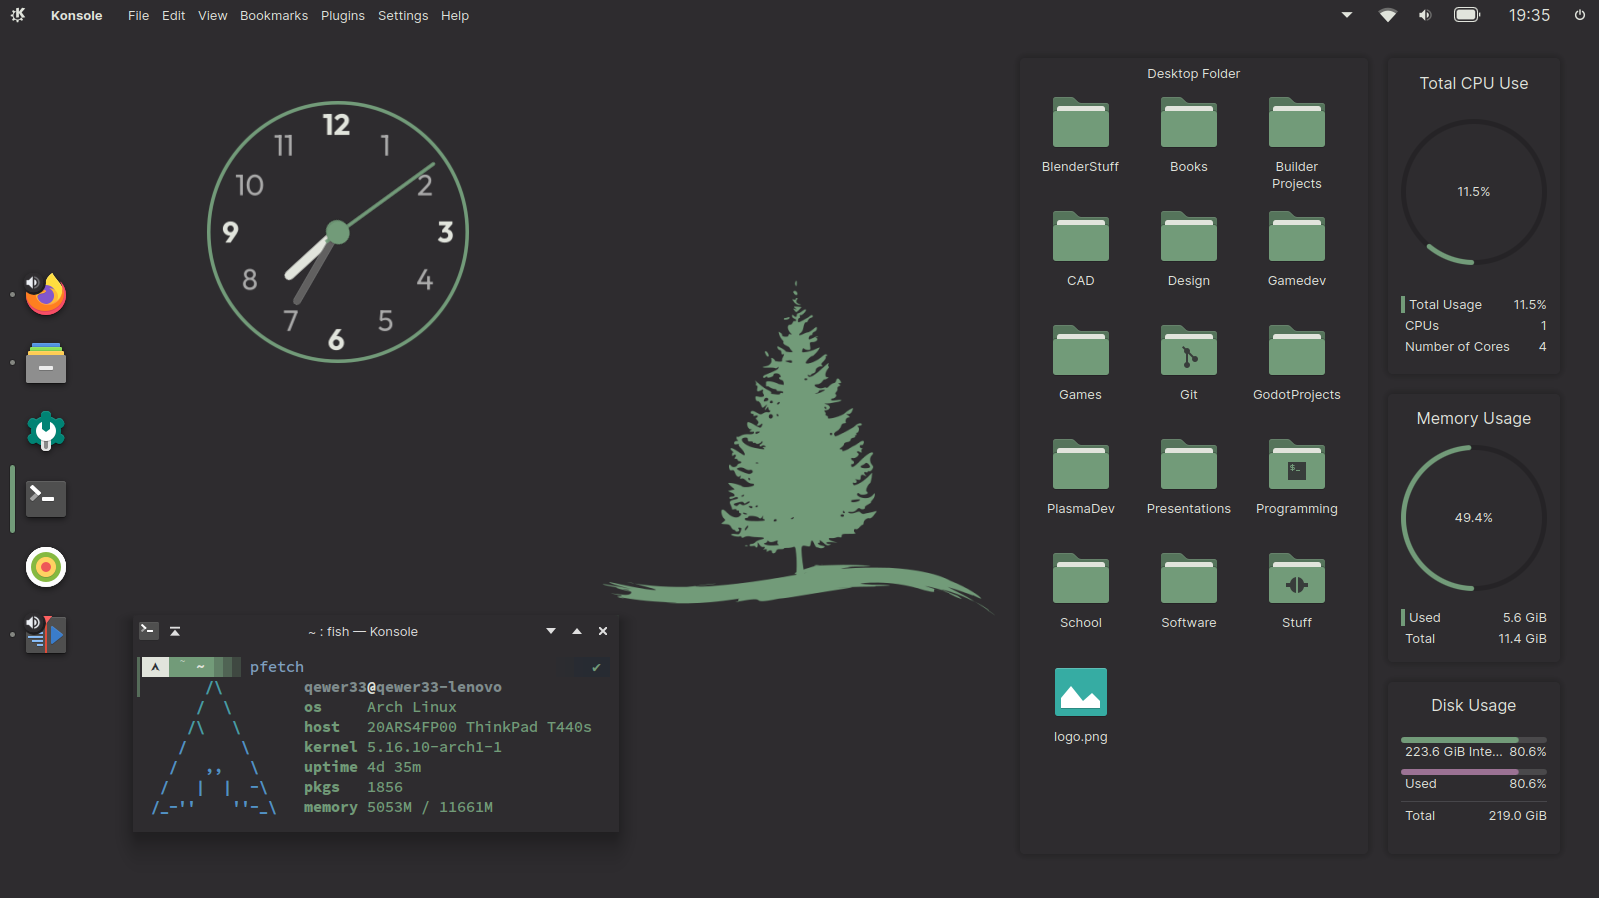 Konsole File Edit View Bookmarks Plugins Settings Help 19:35
12
11 1
10 2
9 3
8 4
7 5
6
Desktop Folder
BlenderStuff Books Builder
Projects
CAD Design Gamedev
Games Git GodotProjects
PlasmaDev Presentations Programming
School Software Stuff
logo.png
Total CPU Use
11.5%
Total Usage 11.5%
CPUs 1
Number of Cores 4
Memory Usage
49.4%
Used 5.6 GiB
Total 11.4 GiB
Disk Usage
223.6 GiB Inte... 80.6%
Used 80.6%
Total 219.0 GiB
~ : fish — Konsole
~ pfetch ✔
/\ qewer33@qewer33-lenovo
/ \ os Arch Linux
/\ \ host 20ARS4FP00 ThinkPad T440s
/ \ kernel 5.16.10-arch1-1
/ ,, \ uptime 4d 35m
/ | | -\ pkgs 1856
/_-'' ''-_\ memory 5053M / 11661M